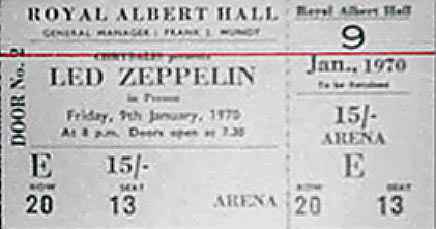 ROYAL ALBERT HALL
GENERAL MANAGER : FRANK J. MUNDY
CHRYSALIS presents
DOOR No. 2
LED ZEPPELIN
in Person
Friday, 9th January, 1970
At 8 p.m. Doors open at 7.30
E 15/-
ROW SEAT
20 13 ARENA
Royal Albert Hall
9
Jan., 1970
To be Retained
15/-
ARENA
E
ROW SEAT
20 13